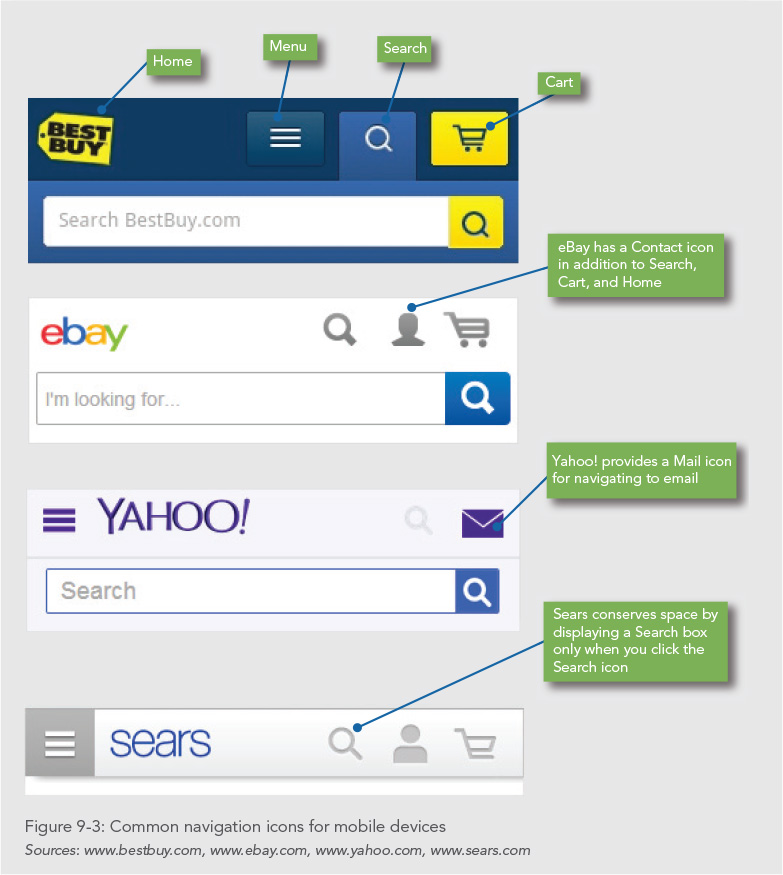 Home
Menu
Search
Cart
BEST
BUY
Search BestBuy.com
eBay has a Contact icon
in addition to Search,
Cart, and Home
ebay
I'm looking for...
Yahoo! provides a Mail icon
for navigating to email
YAHOO!
Search
Sears conserves space by
displaying a Search box
only when you click the
Search icon
sears
Figure 9-3: Common navigation icons for mobile devices
Sources: www.bestbuy.com, www.ebay.com, www.yahoo.com, www.sears.com